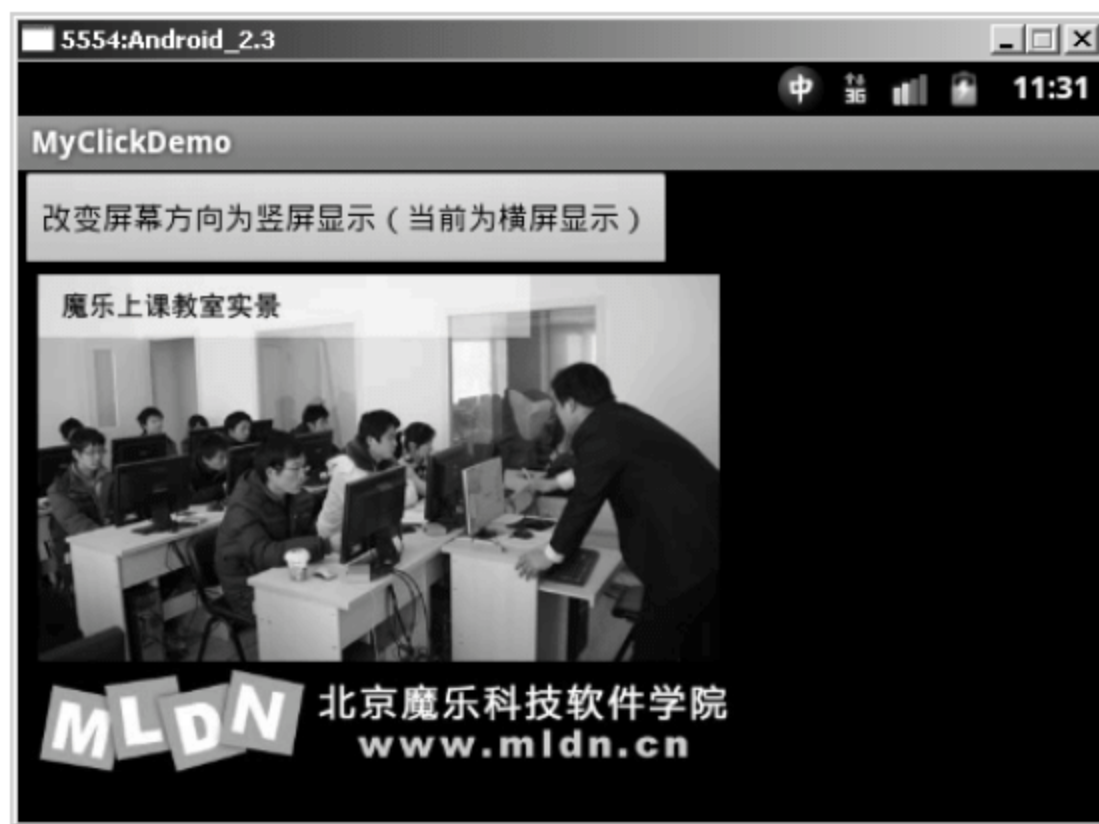 5554:Android_2.3
中 3G 11:31
MyClickDemo
改变屏幕方向为竖屏显示（当前为横屏显示）
魔乐上课教室实景
MLDN
北京魔乐科技软件学院
www.mldn.cn